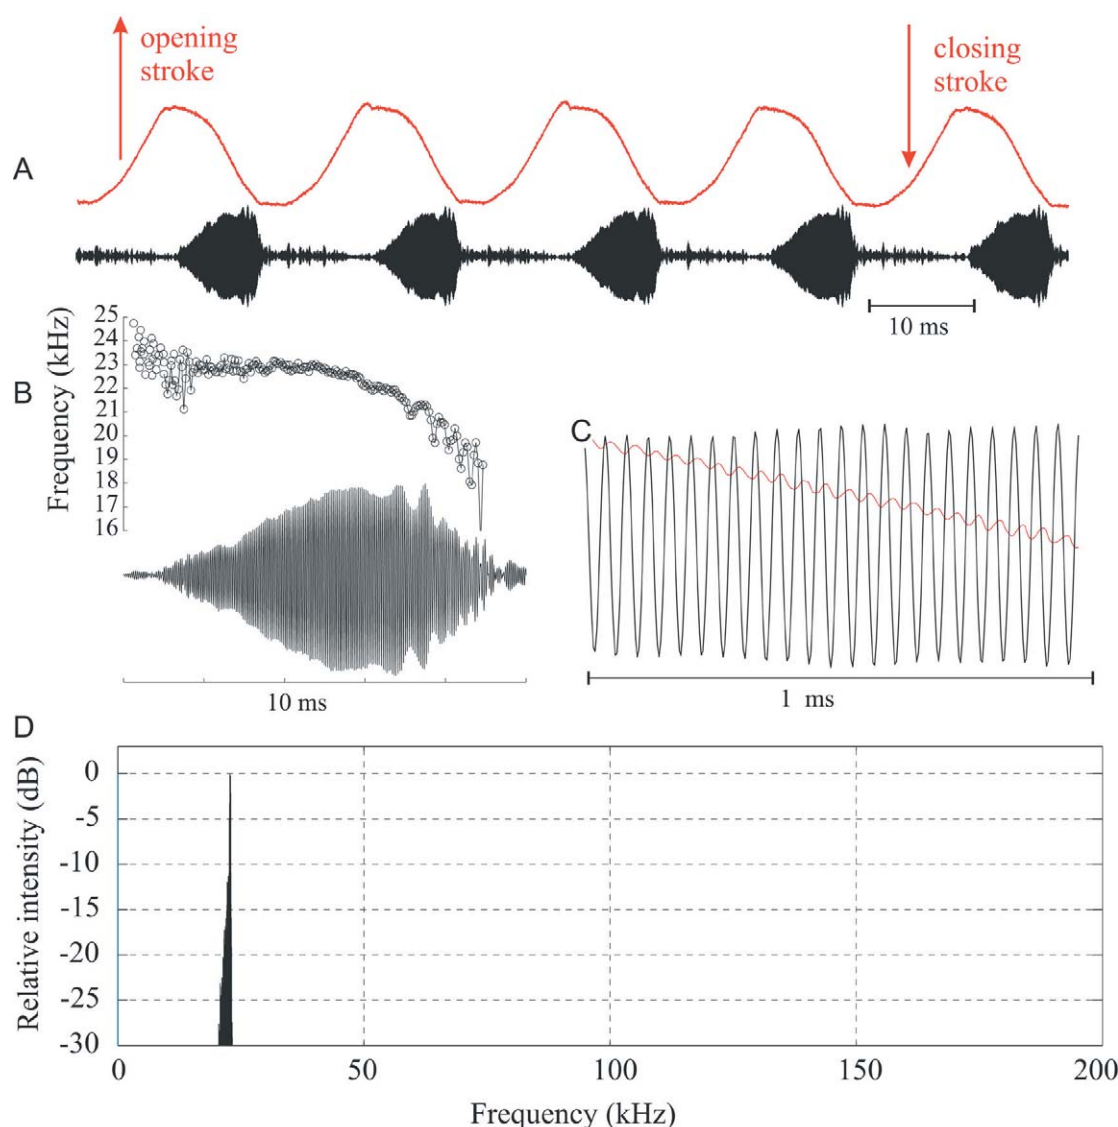 opening
stroke
closing
stroke
A
10 ms
B
Frequency (kHz)
25
24
23
22
21
20
19
18
17
16
10 ms
C
1 ms
D
Relative intensity (dB)
0
-5
-10
-15
-20
-25
-30
0
50
100
150
200
Frequency (kHz)